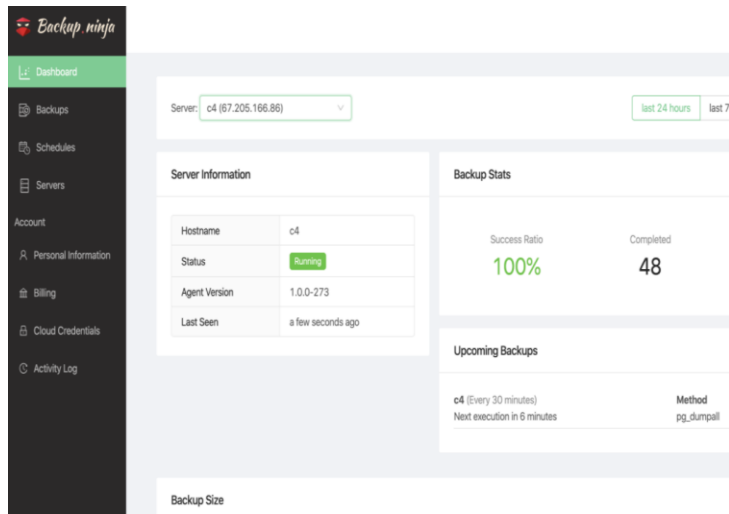 Backup.ninja
Dashboard
Backups
Schedules
Servers
Account
Personal Information
Billing
Cloud Credentials
Activity Log
Server: c4 (67.205.166.86)
last 24 hours last 7
Server Information
Hostname c4
Status Running
Agent Version 1.0.0-273
Last Seen a few seconds ago
Backup Stats
Success Ratio Completed
100% 48
Upcoming Backups
c4 (Every 30 minutes) Method
Next execution in 6 minutes pg_dumpall
Backup Size